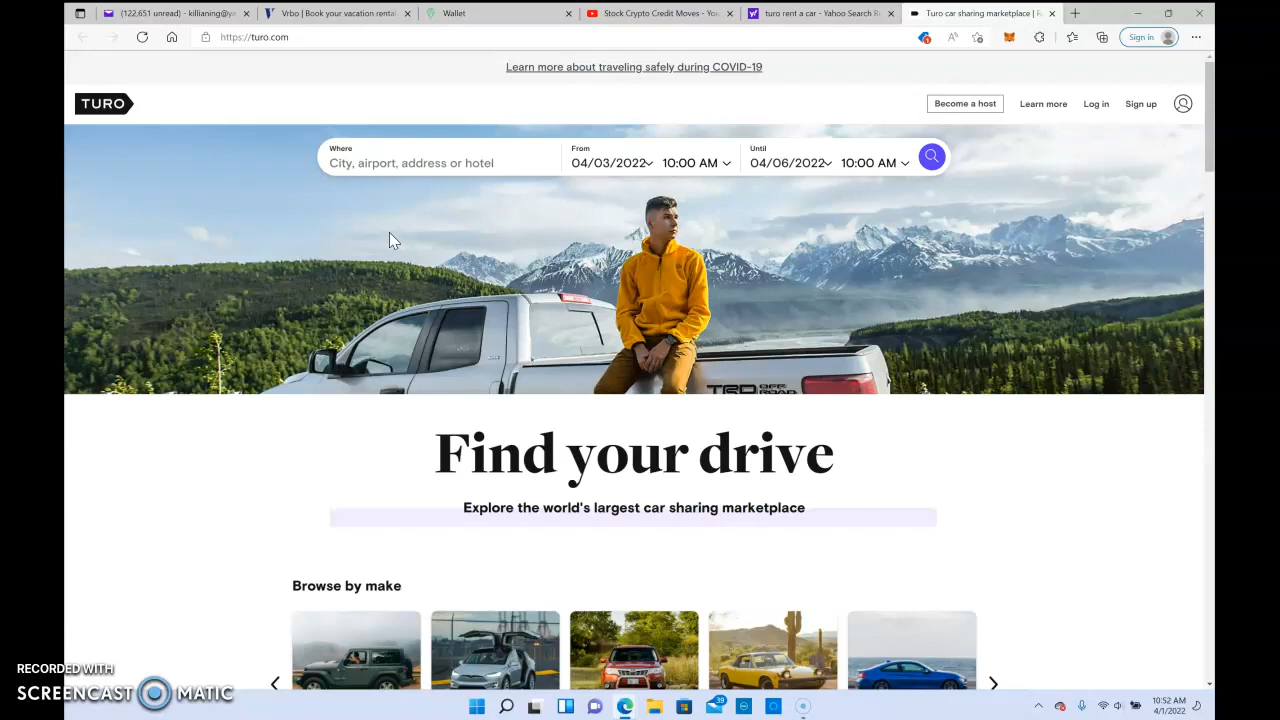 (122,651 unread) - killianing@ya
Vrbo | Book your vacation rental
Wallet
Stock Crypto Credit Moves - You
turo rent a car - Yahoo Search R
Turo car sharing marketplace | R
https://turo.com
1
Sign in
Learn more about traveling safely during COVID-19
TURO
Become a host
Learn more
Log in
Sign up
Where
City, airport, address or hotel
From
04/03/2022
10:00 AM
Until
04/06/2022
10:00 AM
TRD OFF ROAD
Find your drive
Explore the world's largest car sharing marketplace
Browse by make
RECORDED WITH
SCREENCAST MATIC
39
10:52 AM
4/1/2022